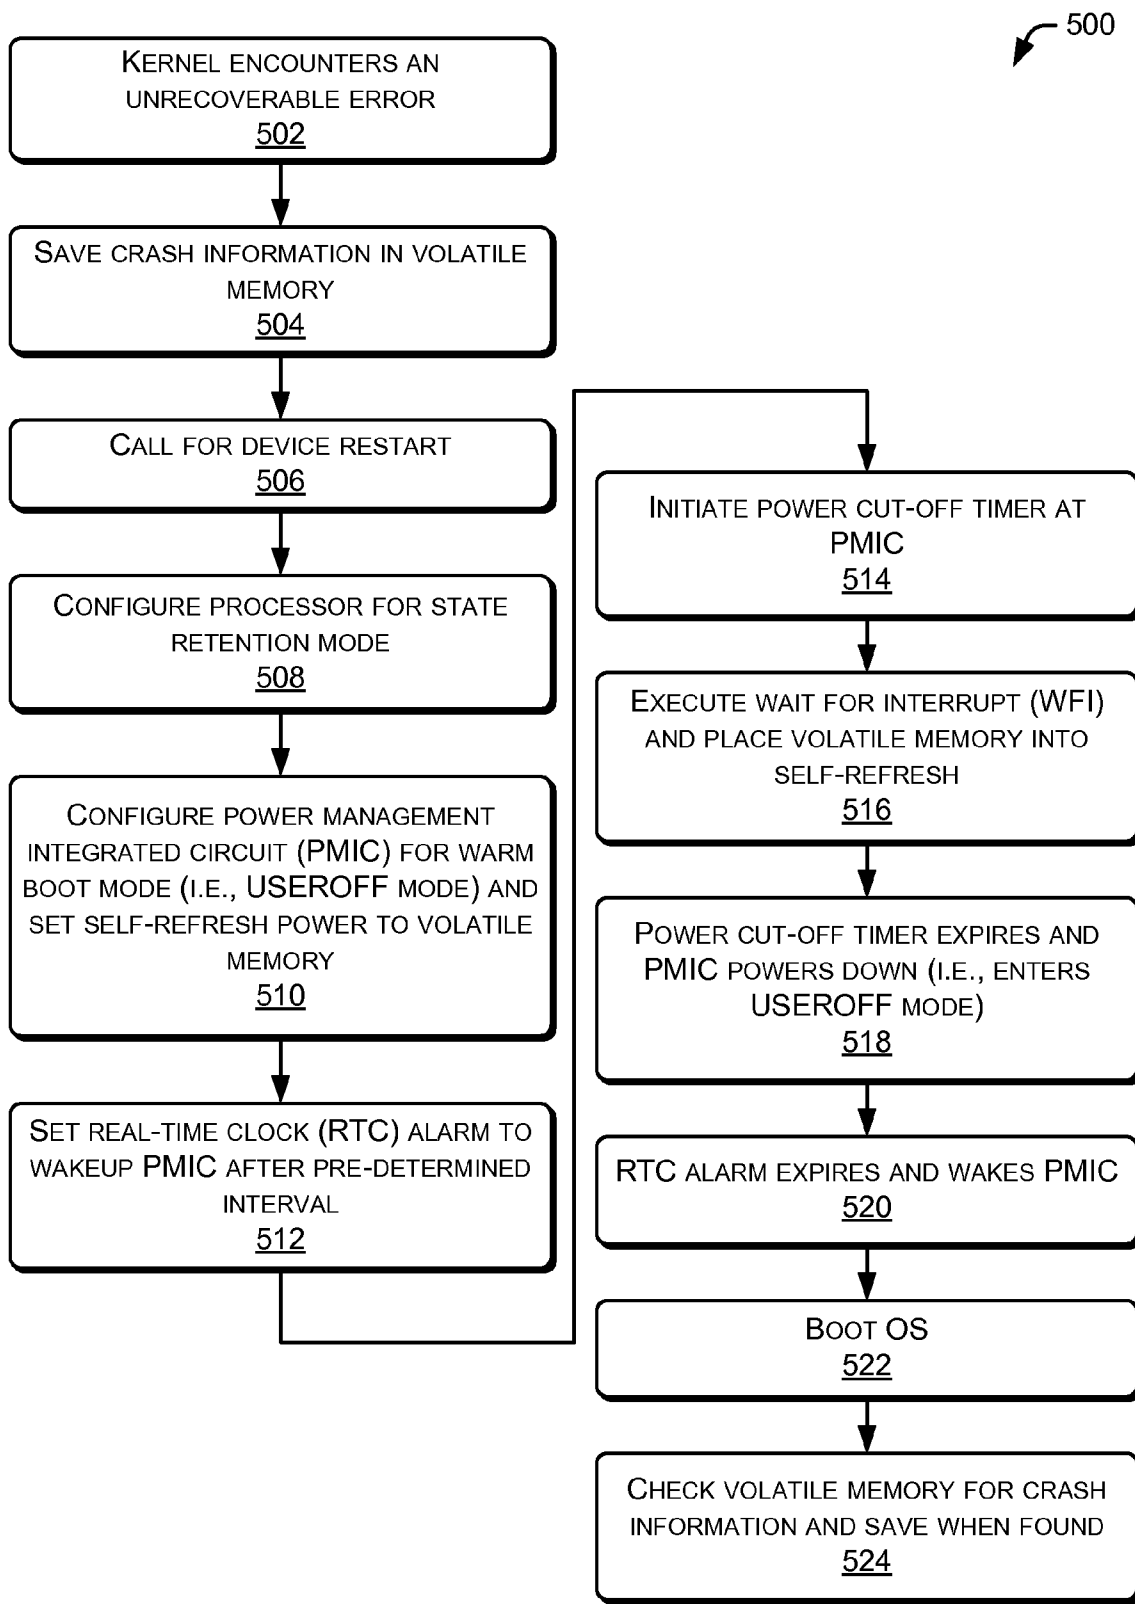 500
KERNEL ENCOUNTERS AN
UNRECOVERABLE ERROR
502
SAVE CRASH INFORMATION IN VOLATILE
MEMORY
504
CALL FOR DEVICE RESTART
506
CONFIGURE PROCESSOR FOR STATE
RETENTION MODE
508
CONFIGURE POWER MANAGEMENT
INTEGRATED CIRCUIT (PMIC) FOR WARM
BOOT MODE (I.E., USEROFF MODE) AND
SET SELF-REFRESH POWER TO VOLATILE
MEMORY
510
SET REAL-TIME CLOCK (RTC) ALARM TO
WAKEUP PMIC AFTER PRE-DETERMINED
INTERVAL
512
INITIATE POWER CUT-OFF TIMER AT
PMIC
514
EXECUTE WAIT FOR INTERRUPT (WFI)
AND PLACE VOLATILE MEMORY INTO
SELF-REFRESH
516
POWER CUT-OFF TIMER EXPIRES AND
PMIC POWERS DOWN (I.E., ENTERS
USEROFF MODE)
518
RTC ALARM EXPIRES AND WAKES PMIC
520
BOOT OS
522
CHECK VOLATILE MEMORY FOR CRASH
INFORMATION AND SAVE WHEN FOUND
524